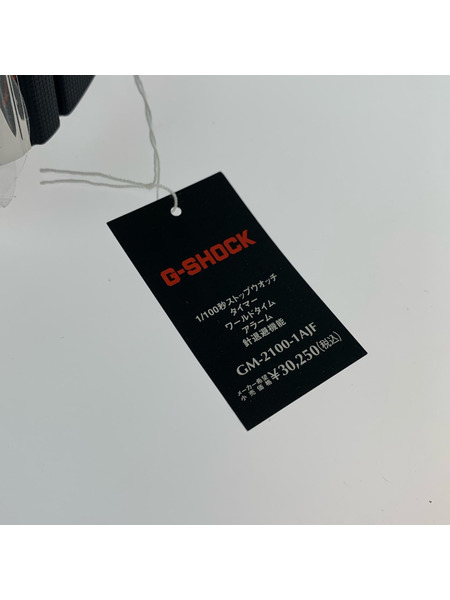 G-SHOCK
1/100秒ストップウオッチ
タイマー
ワールドタイム
アラーム
針退避機能
GM-2100-1AJF
メーカー希望小売価格¥30,250(税込)